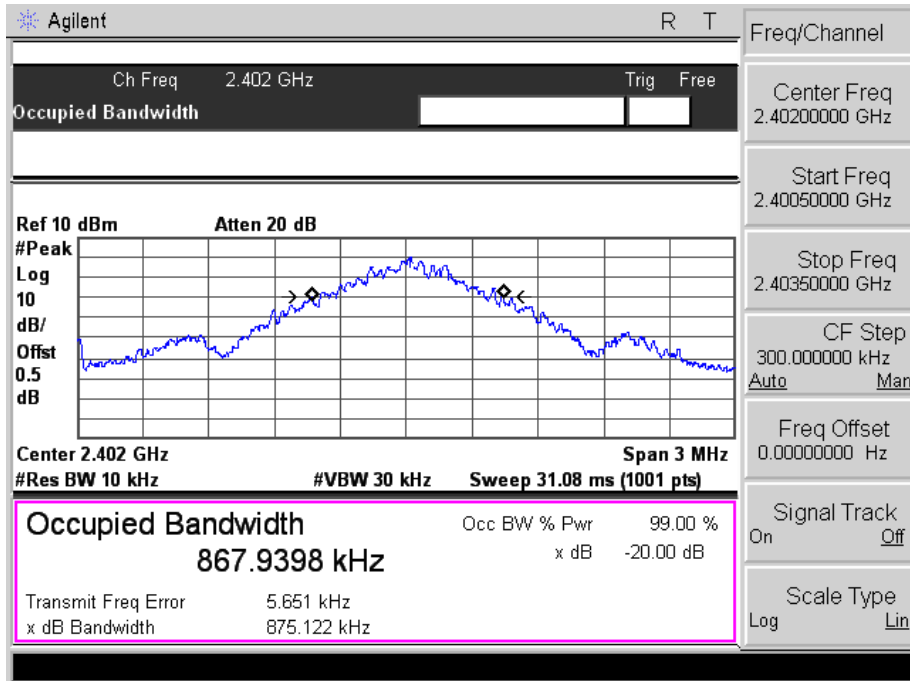 Agilent R T
Ch Freq 2.402 GHz Trig Free
Occupied Bandwidth
Ref 10 dBm Atten 20 dB
#Peak
Log
10
dB/
Offst
0.5
dB
Center 2.402 GHz Span 3 MHz
#Res BW 10 kHz #VBW 30 kHz Sweep 31.08 ms (1001 pts)
Occupied Bandwidth
867.9398 kHz
Occ BW % Pwr 99.00 %
x dB -20.00 dB
Transmit Freq Error 5.651 kHz
x dB Bandwidth 875.122 kHz
Freq/Channel
Center Freq
2.40200000 GHz
Start Freq
2.40050000 GHz
Stop Freq
2.40350000 GHz
CF Step
300.000000 kHz
Auto Man
Freq Offset
0.00000000 Hz
Signal Track
On Off
Scale Type
Log Lin